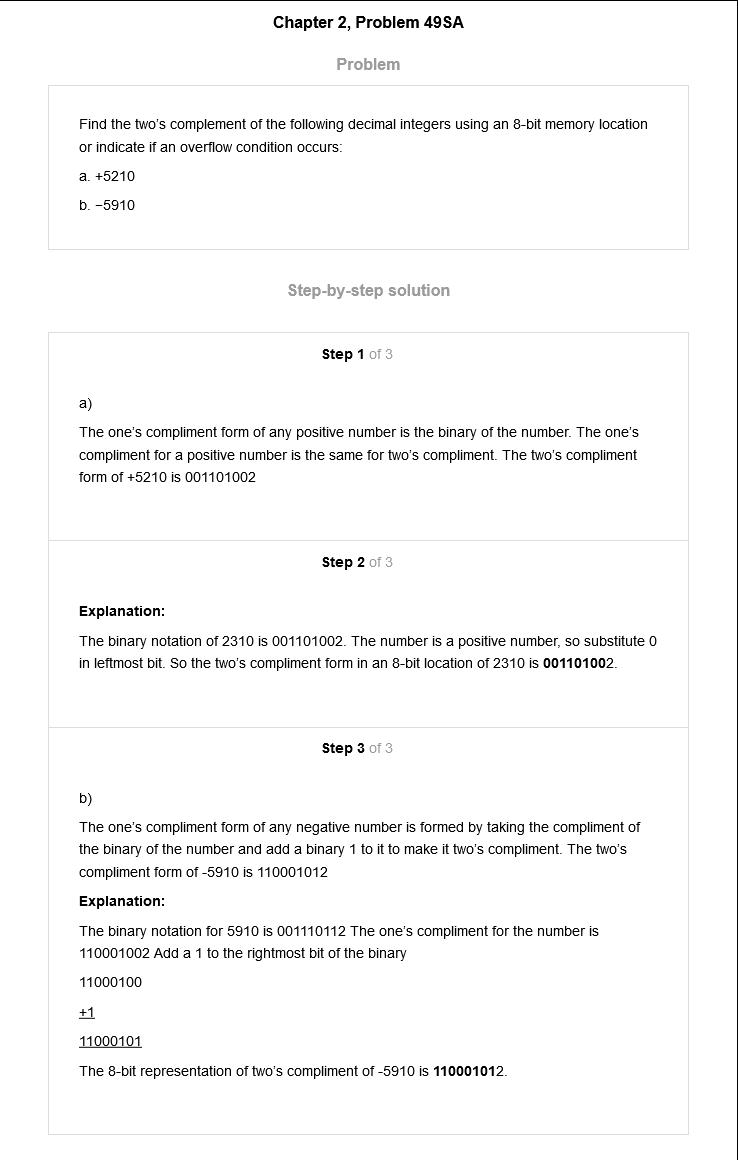 Chapter 2, Problem 49SA
Problem
Find the two's complement of the following decimal integers using an 8-bit memory location
or indicate if an overflow condition occurs:
a. +5210
b. −5910
Step-by-step solution
Step 1 of 3
a)
The one's compliment form of any positive number is the binary of the number. The one's
compliment for a positive number is the same for two's compliment. The two's compliment
form of +5210 is 001101002
Step 2 of 3
Explanation:
The binary notation of 2310 is 001101002. The number is a positive number, so substitute 0
in leftmost bit. So the two's compliment form in an 8-bit location of 2310 is 001101002.
Step 3 of 3
b)
The one's compliment form of any negative number is formed by taking the compliment of
the binary of the number and add a binary 1 to it to make it two's compliment. The two's
compliment form of -5910 is 110001012
Explanation:
The binary notation for 5910 is 001110112 The one's compliment for the number is
110001002 Add a 1 to the rightmost bit of the binary
11000100
+1
11000101
The 8-bit representation of two's compliment of -5910 is 110001012.